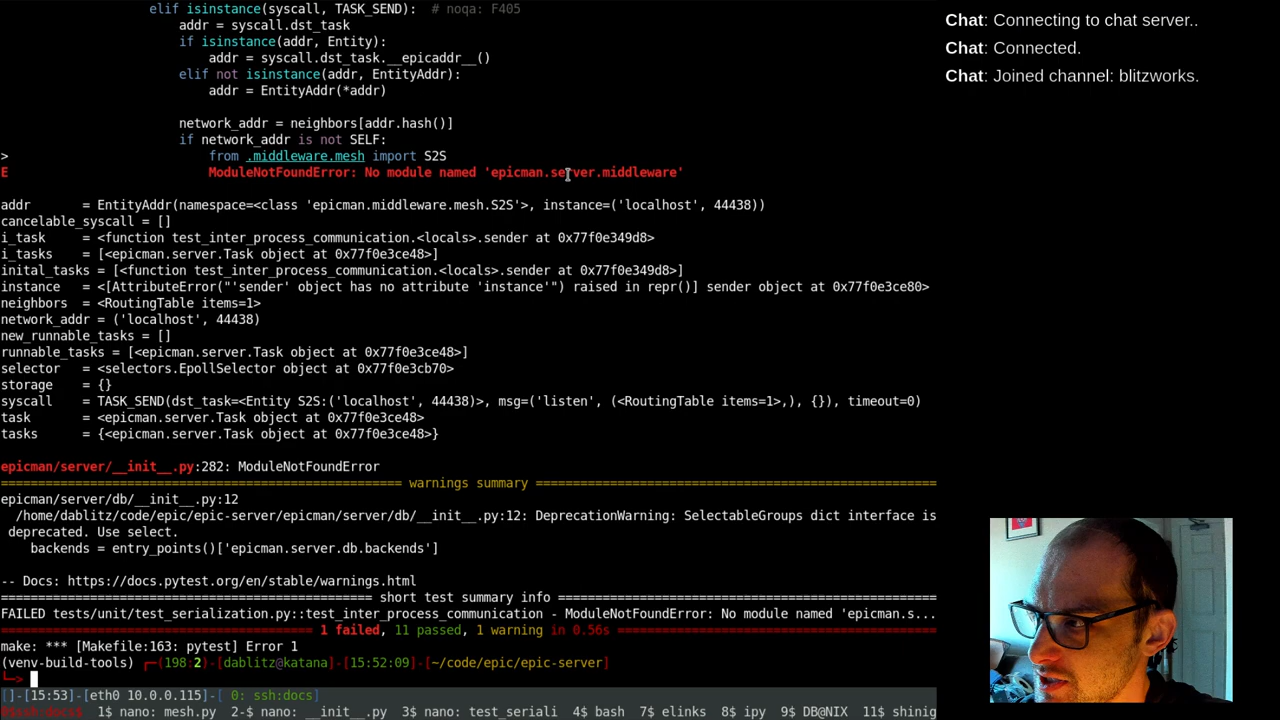 elif isinstance(syscall, TASK_SEND):  # noqa: F405
addr = syscall.dst_task
if isinstance(addr, Entity):
addr = syscall.dst_task.__epicaddr__()
elif not isinstance(addr, EntityAddr):
addr = EntityAddr(*addr)
network_addr = neighbors[addr.hash()]
if network_addr is not SELF:
> from .middleware.mesh import S2S
E ModuleNotFoundError: No module named 'epicman.server.middleware'
addr = EntityAddr(namespace=<class 'epicman.middleware.mesh.S2S'>, instance=('localhost', 44438))
cancelable_syscall = []
i_task = <function test_inter_process_communication.<locals>.sender at 0x77f0e349d8>
i_tasks = [<epicman.server.Task object at 0x77f0e3ce48>]
inital_tasks = [<function test_inter_process_communication.<locals>.sender at 0x77f0e349d8>]
instance = <[AttributeError("'sender' object has no attribute 'instance'") raised in repr()] sender object at 0x77f0e3ce80>
neighbors = <RoutingTable items=1>
network_addr = ('localhost', 44438)
new_runnable_tasks = []
runnable_tasks = [<epicman.server.Task object at 0x77f0e3ce48>]
selector = <selectors.EpollSelector object at 0x77f0e3cb70>
storage = {}
syscall = TASK_SEND(dst_task=<Entity S2S:('localhost', 44438)>, msg=('listen', (<RoutingTable items=1>,), {}), timeout=0)
task = <epicman.server.Task object at 0x77f0e3ce48>
tasks = {<epicman.server.Task object at 0x77f0e3ce48>}
epicman/server/__init__.py:282: ModuleNotFoundError
warnings summary
epicman/server/db/__init__.py:12
/home/dablitz/code/epic/epic-server/epicman/server/db/__init__.py:12: DeprecationWarning: SelectableGroups dict interface is
deprecated. Use select.
backends = entry_points()['epicman.server.db.backends']
-- Docs: https://docs.pytest.org/en/stable/warnings.html
short test summary info
FAILED tests/unit/test_serialization.py::test_inter_process_communication - ModuleNotFoundError: No module named 'epicman.s...
1 failed, 11 passed, 1 warning in 0.56s
make: *** [Makefile:163: pytest] Error 1
(venv-build-tools) ┌─(198:2)-[dablitz@katana]-[15:52:09]-[~/code/epic/epic-server]
└─>
[]-[15:53]-[eth0 10.0.0.115]-[ 0: ssh:docs]
0$ssh:docs 1$ nano: mesh.py 2-$ nano: __init__.py 3$ nano: test_seriali 4$ bash 7$ elinks 8$ ipy 9$ DB@NIX 11$ shinig
Chat: Connecting to chat server..
Chat: Connected.
Chat: Joined channel: blitzworks.